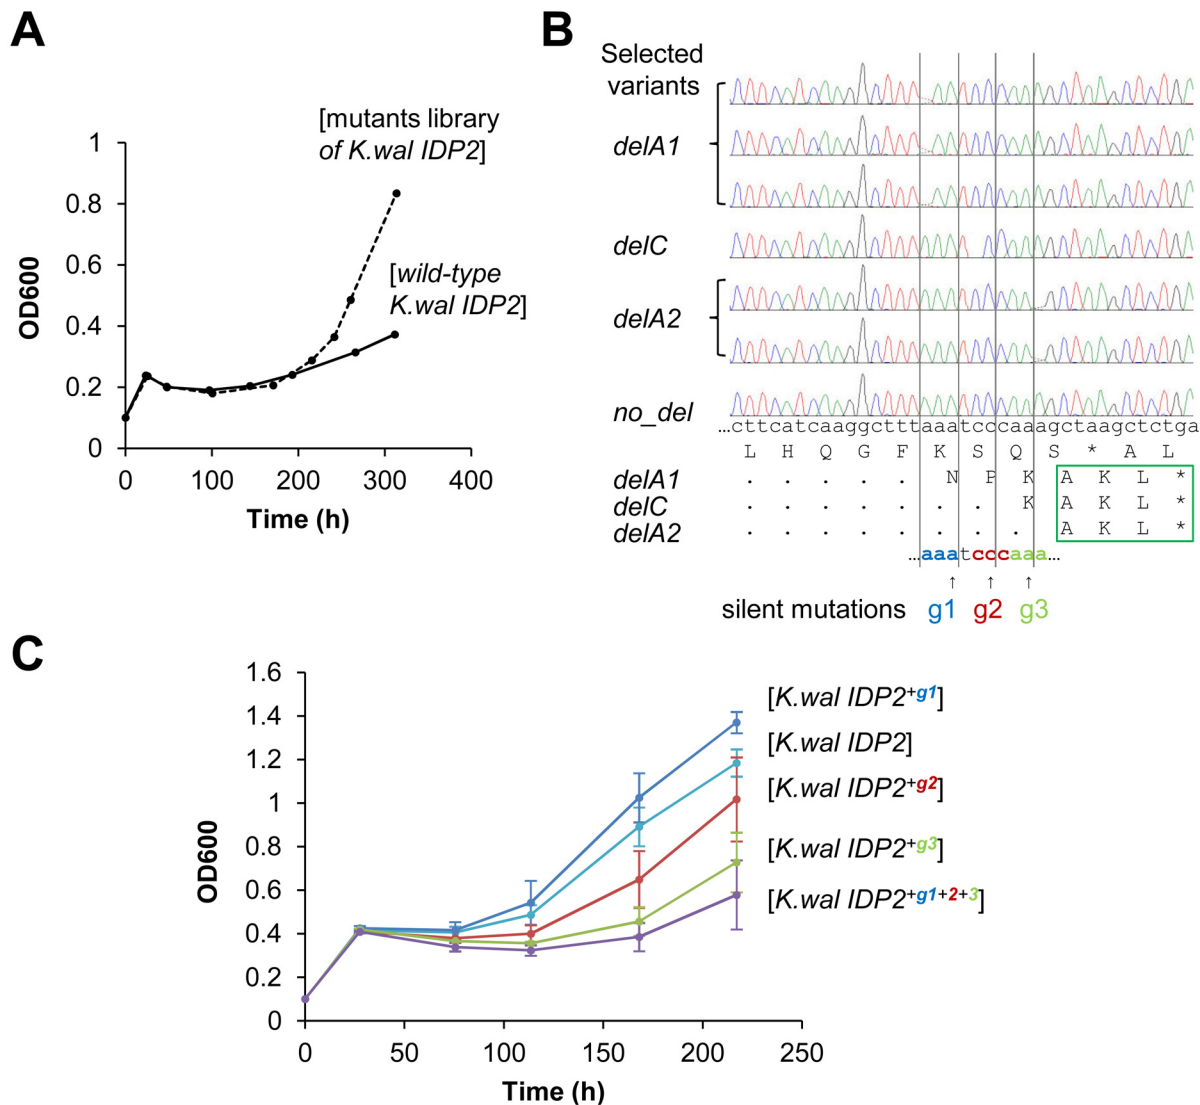 A
[mutants library
of K.wal IDP2]
[wild-type
K.wal IDP2]
OD600
1
0.8
0.6
0.4
0.2
0
0 100 200 300 400
Time (h)
B
Selected
variants
delA1
delC
delA2
no_del
...cttcatcaaggctttaaatcccaaagctaagctctga
L H Q G F K S Q S * A L
delA1 . . . . . N P K A K L *
delC . . . . . . . K A K L *
delA2 . . . . . . . . A K L *
...aaatcccaaa...
↑ ↑ ↑
silent mutations g1 g2 g3
C
OD600
1.6
1.4
1.2
1
0.8
0.6
0.4
0.2
0
0 50 100 150 200 250
Time (h)
[K.wal IDP2+g1]
[K.wal IDP2]
[K.wal IDP2+g2]
[K.wal IDP2+g3]
[K.wal IDP2+g1+2+3]